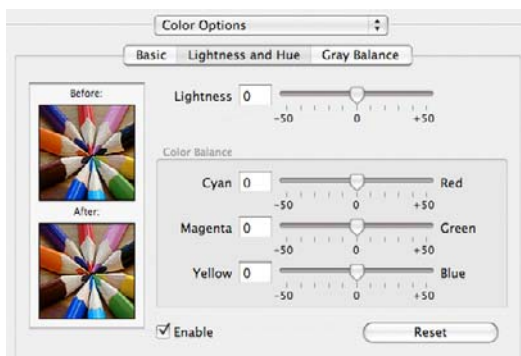 Color Options
Basic Lightness and Hue Gray Balance
Before:
After:
Lightness 0
-50 0 +50
Color Balance
Cyan 0 Red
-50 0 +50
Magenta 0 Green
-50 0 +50
Yellow 0 Blue
-50 0 +50
Enable Reset